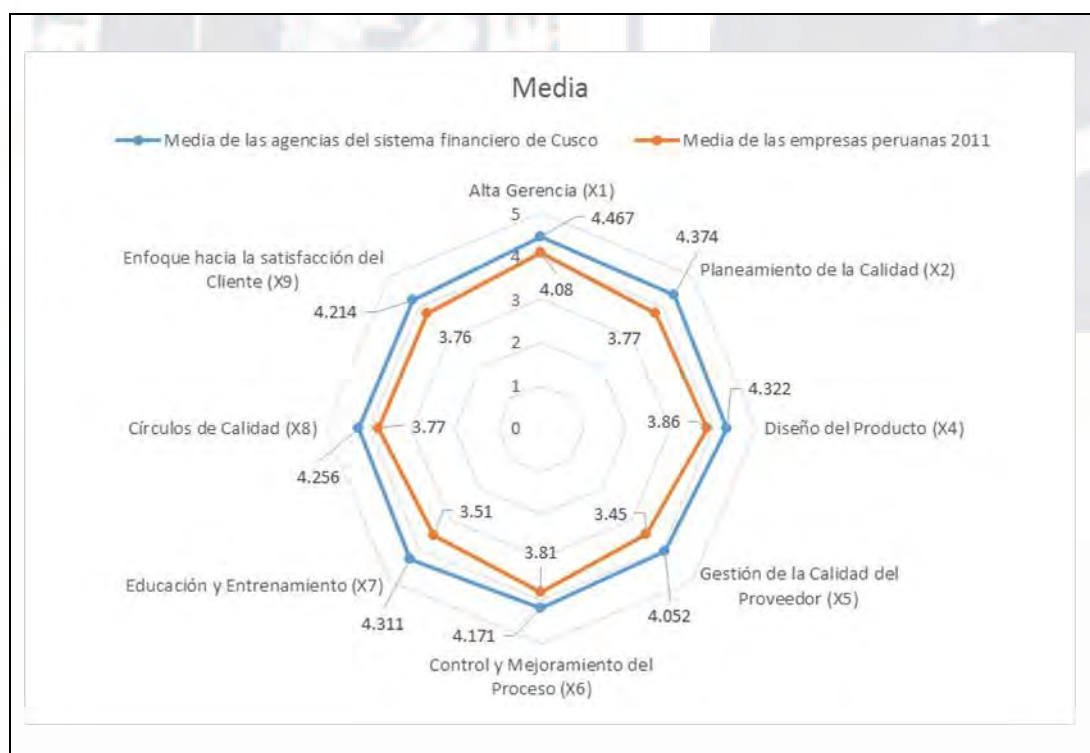 Media
Media de las agencias del sistema financiero de Cusco
Media de las empresas peruanas 2011
Alta Gerencia (X1)
5
4.467
4.374
4
Enfoque hacia la satisfacción del
Cliente (X9)
Planeamiento de la Calidad (X2)
4.08
4.214
3
3.76
3.77
2
4.322
1
Círculos de Calidad (X8)
3.77
0
3.86
Diseño del Producto (X4)
4.256
3.51
3.45
3.81
Educación y Entrenamiento (X7)
Gestión de la Calidad del
Proveedor (X5)
4.311
4.171
4.052
Control y Mejoramiento del
Proceso (X6)